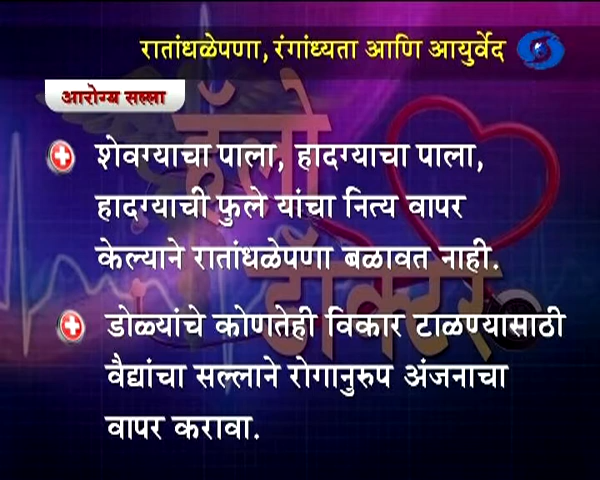 रातांधळेपणा, रंगांध्यता आणि आयुर्वेद
आरोग्य सल्ला
शेवग्याचा पाला, हादग्याचा पाला,
हादग्याची फुले यांचा नित्य वापर
केल्याने रातांधळेपणा बळावत नाही.
डोळ्यांचे कोणतेही विकार टाळण्यासाठी
वैद्यांचा सल्लाने रोगानुरुप अंजनाचा
वापर करावा.
हॅलो
डॉक्टर